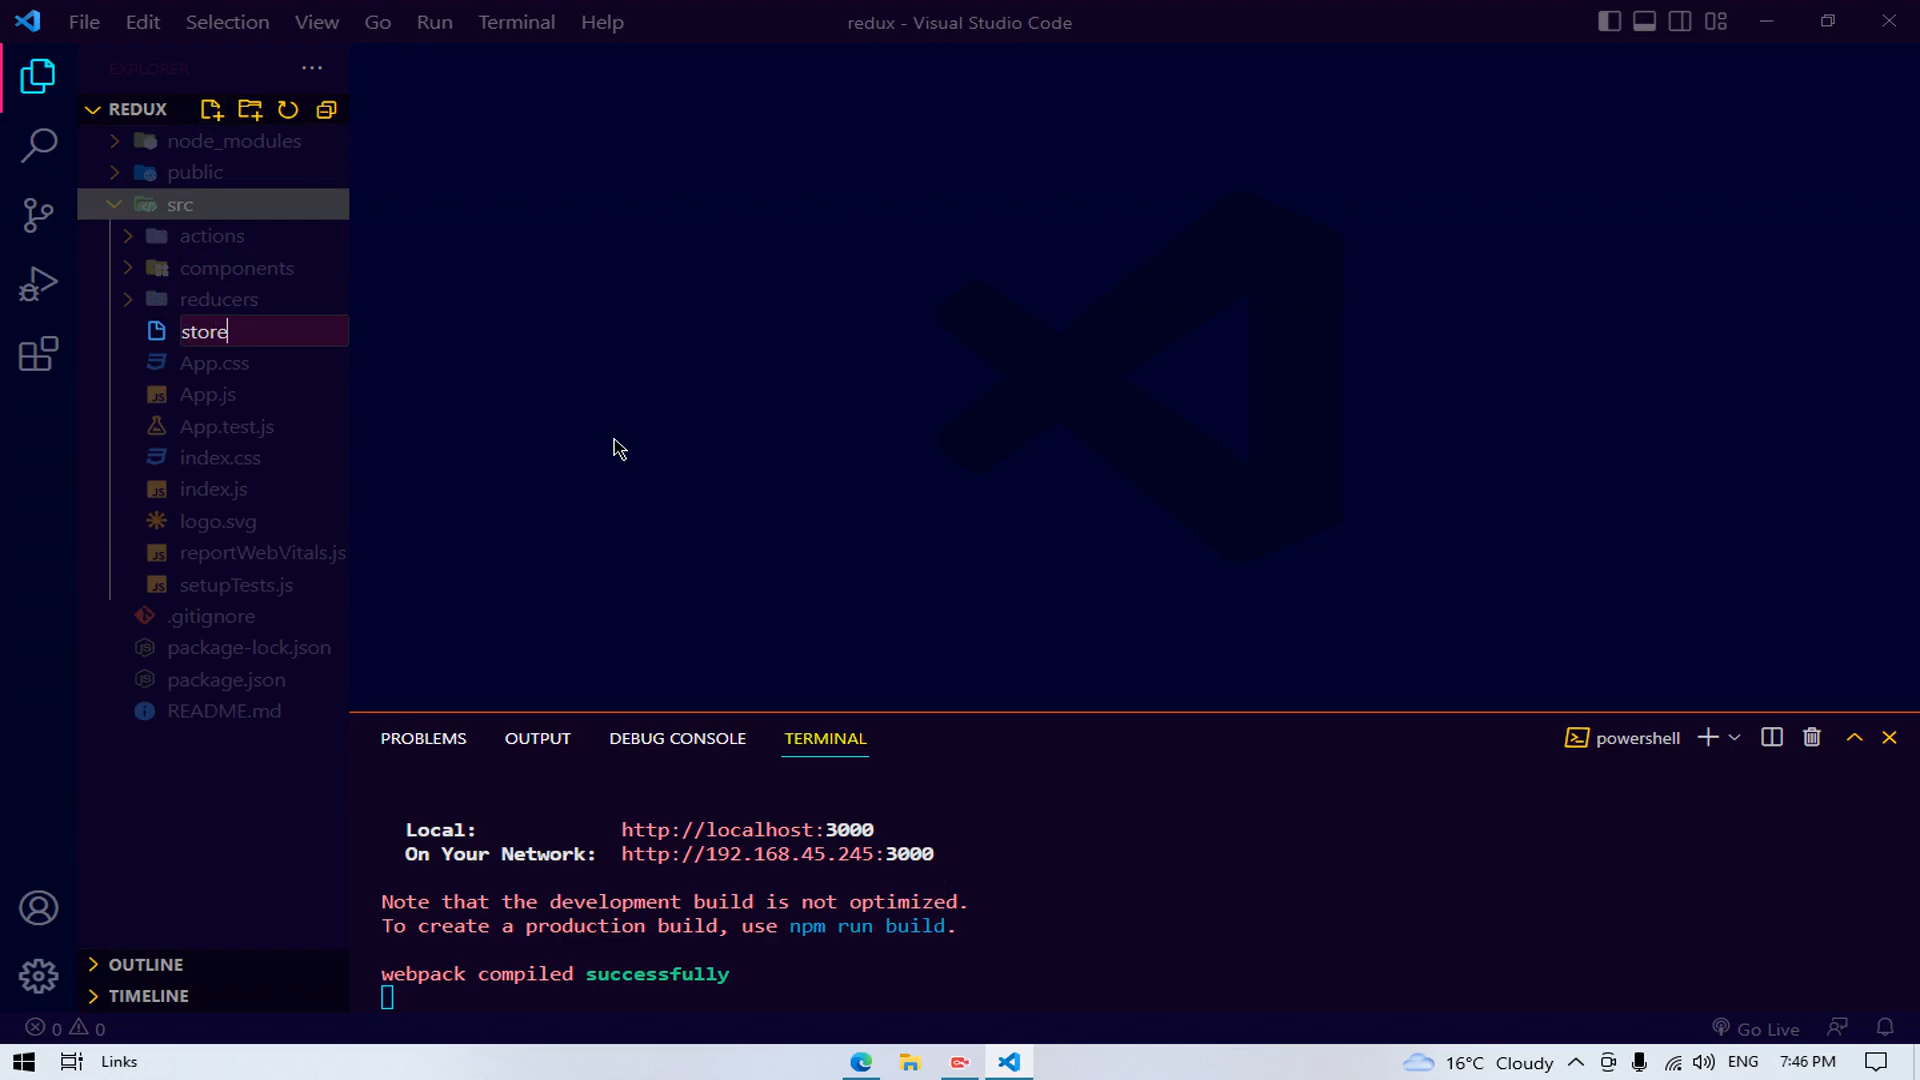 File Edit Selection View Go Run Terminal Help
redux - Visual Studio Code
EXPLORER
REDUX
node_modules
public
src
actions
components
reducers
store
App.css
App.js
App.test.js
index.css
index.js
logo.svg
reportWebVitals.js
setupTests.js
.gitignore
package-lock.json
package.json
README.md
OUTLINE
TIMELINE
PROBLEMS OUTPUT DEBUG CONSOLE TERMINAL
powershell
Local: http://localhost:3000
On Your Network: http://192.168.45.245:3000
Note that the development build is not optimized.
To create a production build, use npm run build.
webpack compiled successfully
0 0
Go Live
Links
16°C Cloudy
ENG
7:46 PM